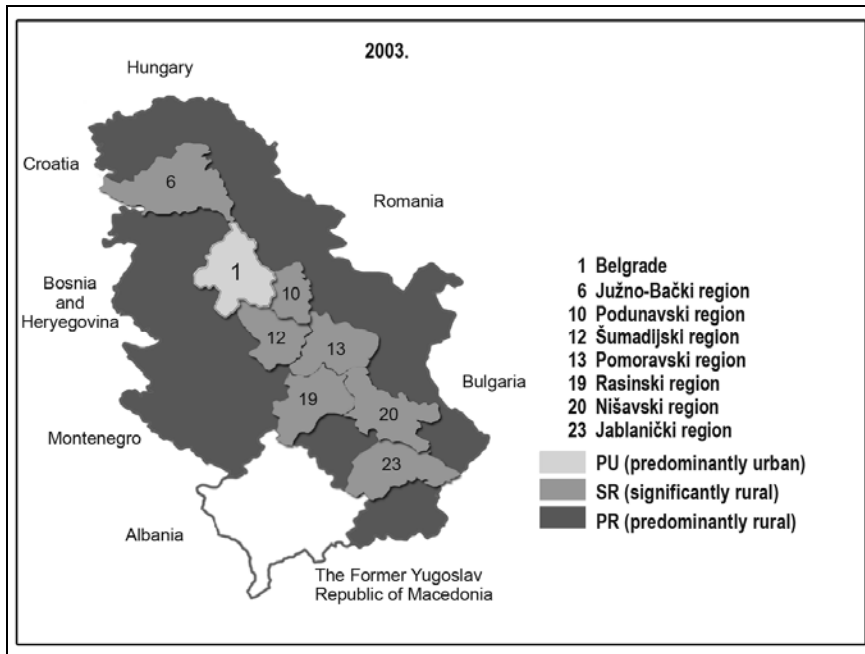 2003.
Hungary
Croatia
6
Romania
1
Bosnia
and
Heryegovina
10
12
13
Bulgaria
19
20
Montenegro
23
Albania
The Former Yugoslav
Republic of Macedonia
1 Belgrade
6 Južno-Bački region
10 Podunavski region
12 Šumadijski region
13 Pomoravski region
19 Rasinski region
20 Nišavski region
23 Jablanički region
PU (predominantly urban)
SR (significantly rural)
PR (predominantly rural)